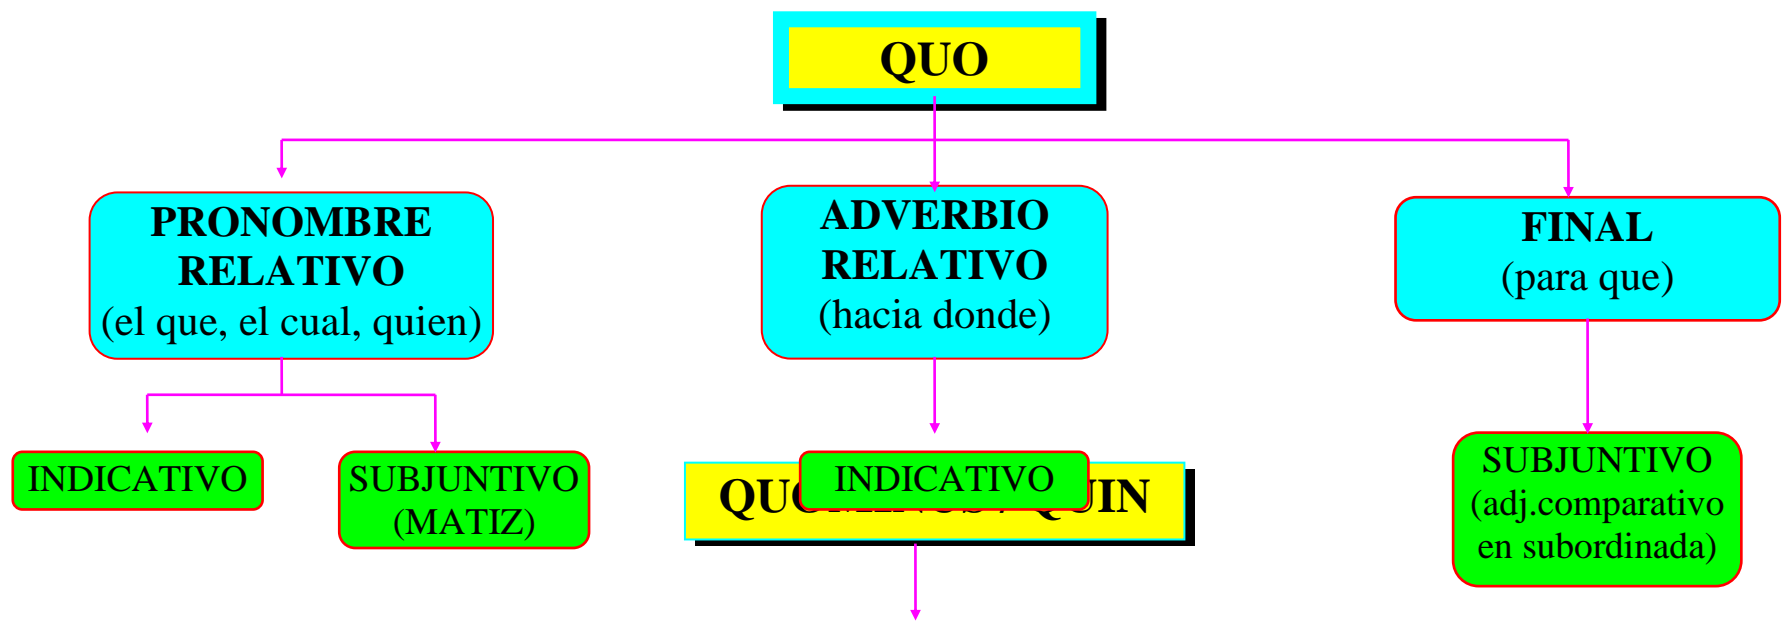 QUO
PRONOMBRE
RELATIVO
(el que, el cual, quien)
ADVERBIO
RELATIVO
(hacia donde)
FINAL
(para que)
INDICATIVO
SUBJUNTIVO
(MATIZ)
INDICATIVO
SUBJUNTIVO
(adj.comparativo
en subordinada)